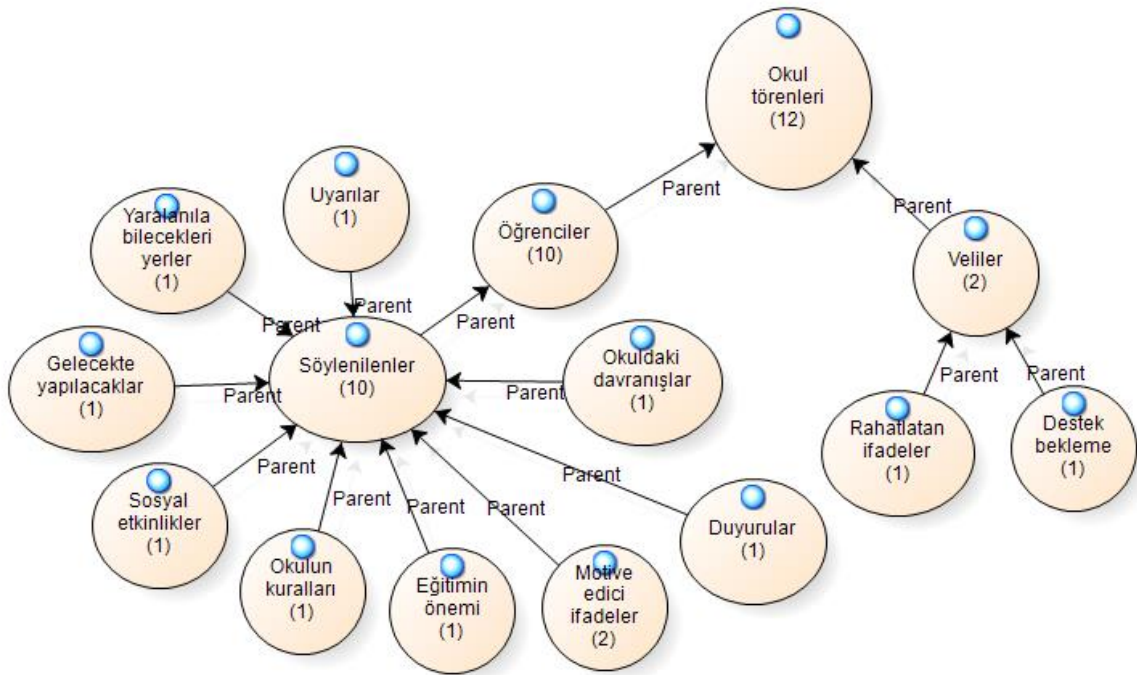 Okul
törenleri
(12)
Parent
Parent
Uyarılar
(1)
Yaralanıla
bilecekleri
yerler
(1)
Öğrenciler
(10)
Veliler
(2)
Parent
Parent
Parent
Söylenilenler
(10)
Gelecekte
yapılacaklar
(1)
Parent
Okuldaki
davranışlar
(1)
Parent
Parent
Parent
Rahatlatan
ifadeler
(1)
Destek
bekleme
(1)
Parent
Parent
Parent
Parent
Parent
Sosyal
etkinlikler
(1)
Duyurular
(1)
Okulun
kuralları
(1)
Eğitimin
önemi
(1)
Motive
edici
ifadeler
(2)